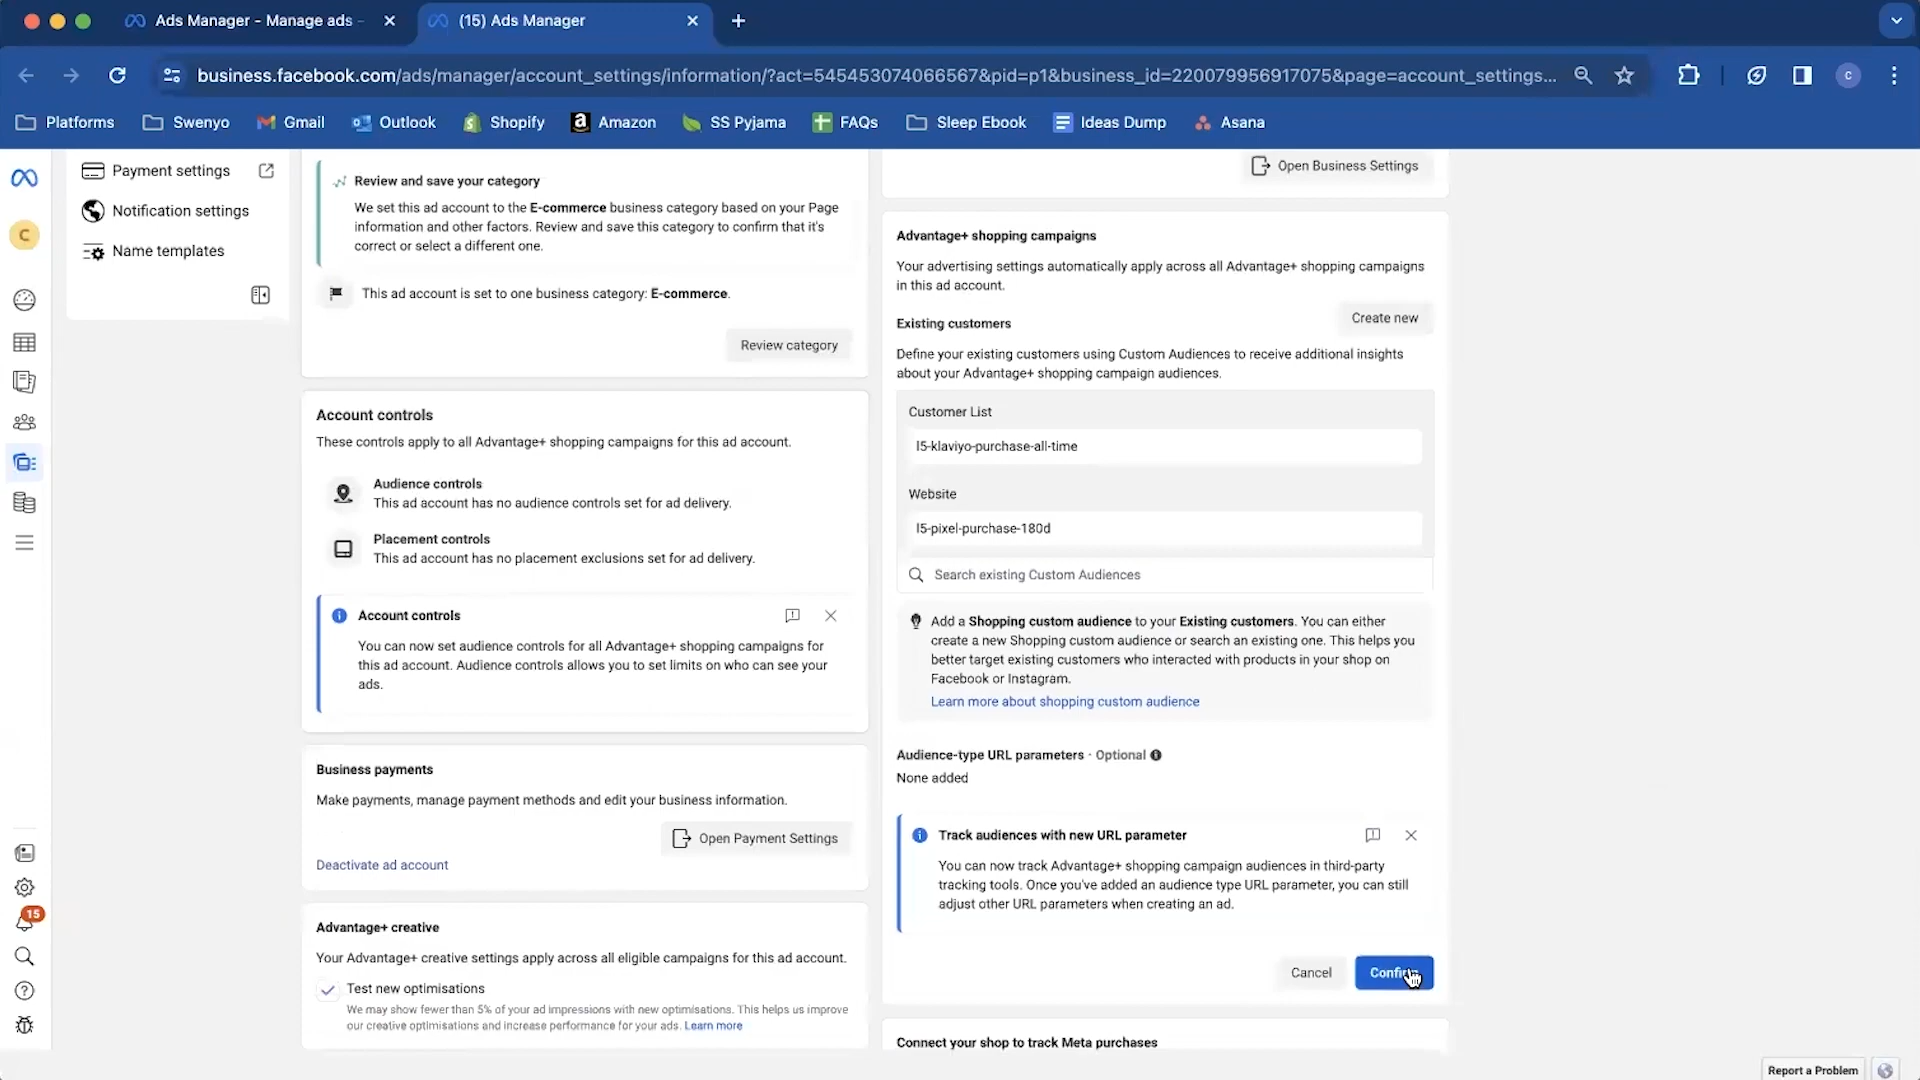 Ads Manager - Manage ads -
(15) Ads Manager
business.facebook.com/ads/manager/account_settings/information/?act=545453074066567&pid=p1&business_id=220079956917075&page=account_settings...
C
Platforms
Swenyo
Gmail
Outlook
Shopify
a Amazon
SS Pyjama
FAQs
Sleep Ebook
Ideas Dump
Asana
C
15
Payment settings
Notification settings
Name templates
Review and save your category
We set this ad account to the E-commerce business category based on your Page
information and other factors. Review and save this category to confirm that it's
correct or select a different one.
This ad account is set to one business category: E-commerce.
Review category
Account controls
These controls apply to all Advantage+ shopping campaigns for this ad account.
Audience controls
This ad account has no audience controls set for ad delivery.
Placement controls
This ad account has no placement exclusions set for ad delivery.
Account controls
You can now set audience controls for all Advantage+ shopping campaigns for
this ad account. Audience controls allows you to set limits on who can see your
ads.
Business payments
Make payments, manage payment methods and edit your business information.
Open Payment Settings
Deactivate ad account
Advantage+ creative
Your Advantage+ creative settings apply across all eligible campaigns for this ad account.
Test new optimisations
We may show fewer than 5% of your ad impressions with new optimisations. This helps us improve
our creative optimisations and increase performance for your ads. Learn more
Open Business Settings
Advantage+ shopping campaigns
Your advertising settings automatically apply across all Advantage+ shopping campaigns
in this ad account.
Existing customers
Create new
Define your existing customers using Custom Audiences to receive additional insights
about your Advantage+ shopping campaign audiences.
Customer List
l5-klaviyo-purchase-all-time
Website
l5-pixel-purchase-180d
Search existing Custom Audiences
Add a Shopping custom audience to your Existing customers. You can either
create a new Shopping custom audience or search an existing one. This helps you
better target existing customers who interacted with products in your shop on
Facebook or Instagram.
Learn more about shopping custom audience
Audience-type URL parameters · Optional
None added
Track audiences with new URL parameter
You can now track Advantage+ shopping campaign audiences in third-party
tracking tools. Once you've added an audience type URL parameter, you can still
adjust other URL parameters when creating an ad.
Cancel
Confirm
Connect your shop to track Meta purchases
Report a Problem